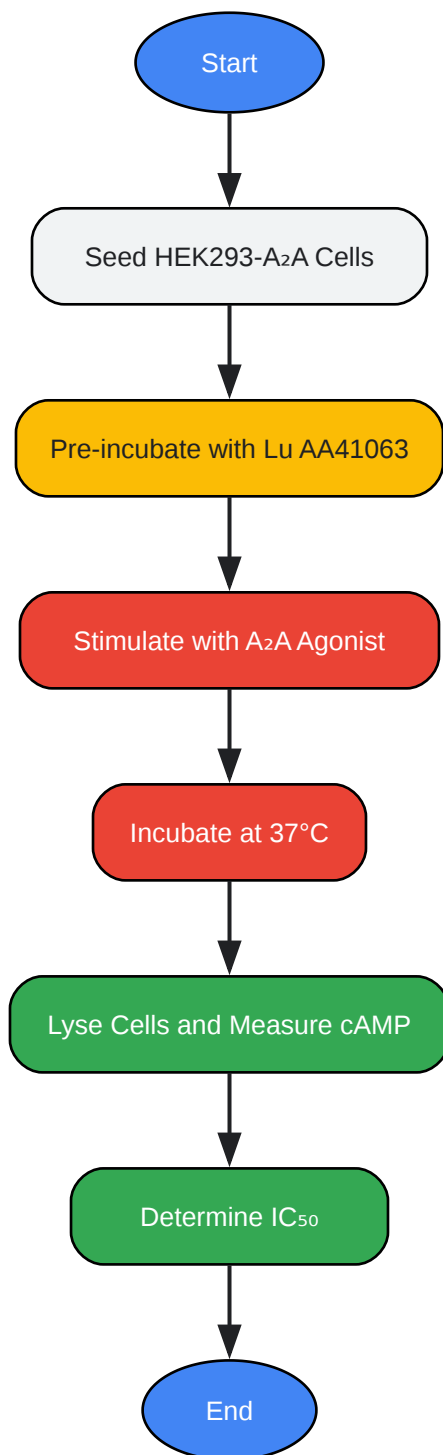 Start
Seed HEK293-A₂A Cells
Pre-incubate with Lu AA41063
Stimulate with A₂A Agonist
Incubate at 37°C
Lyse Cells and Measure cAMP
Determine IC₅₀
End